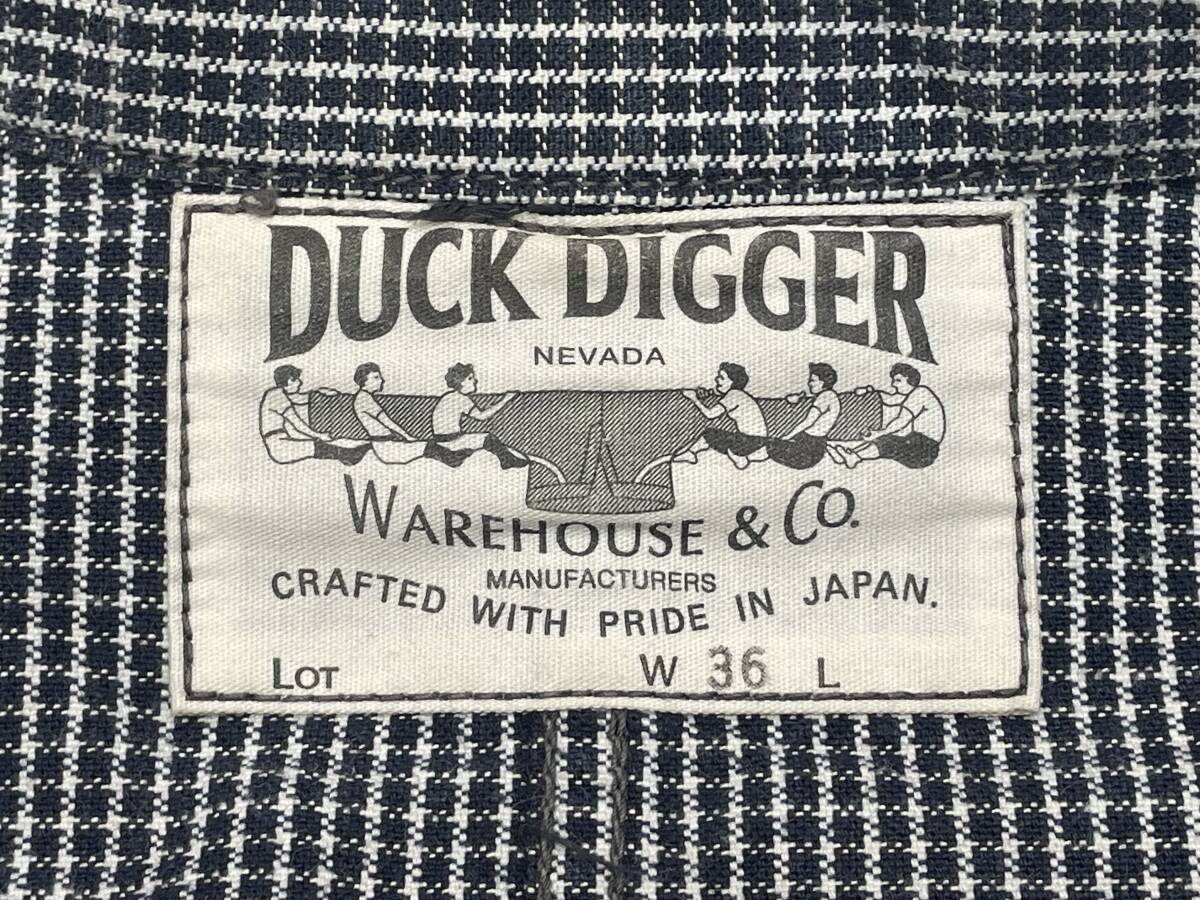 DUCK DIGGER
NEVADA
WAREHOUSE & CO.
MANUFACTURERS
CRAFTED WITH PRIDE IN JAPAN.
LOT W 36 L